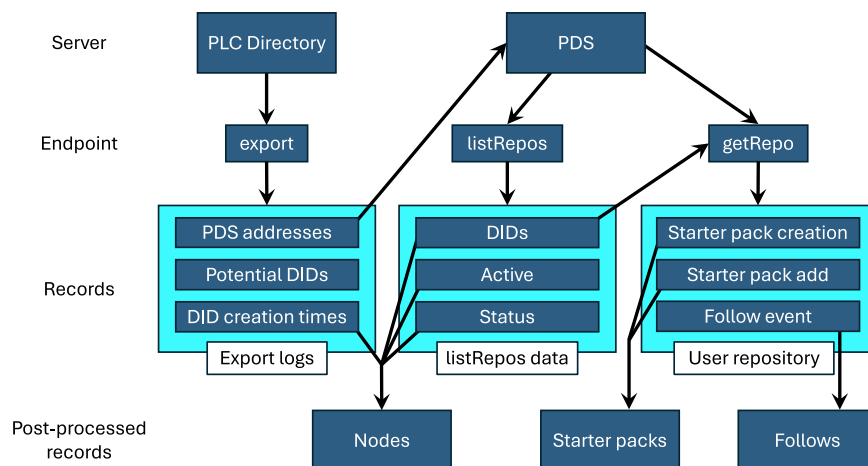 Server
PLC Directory
PDS
Endpoint
export
listRepos
getRepo
Records
PDS addresses
Potential DIDs
DID creation times
Export logs
DIDs
Active
Status
listRepos data
Starter pack creation
Starter pack add
Follow event
User repository
Post-processed
records
Nodes
Starter packs
Follows